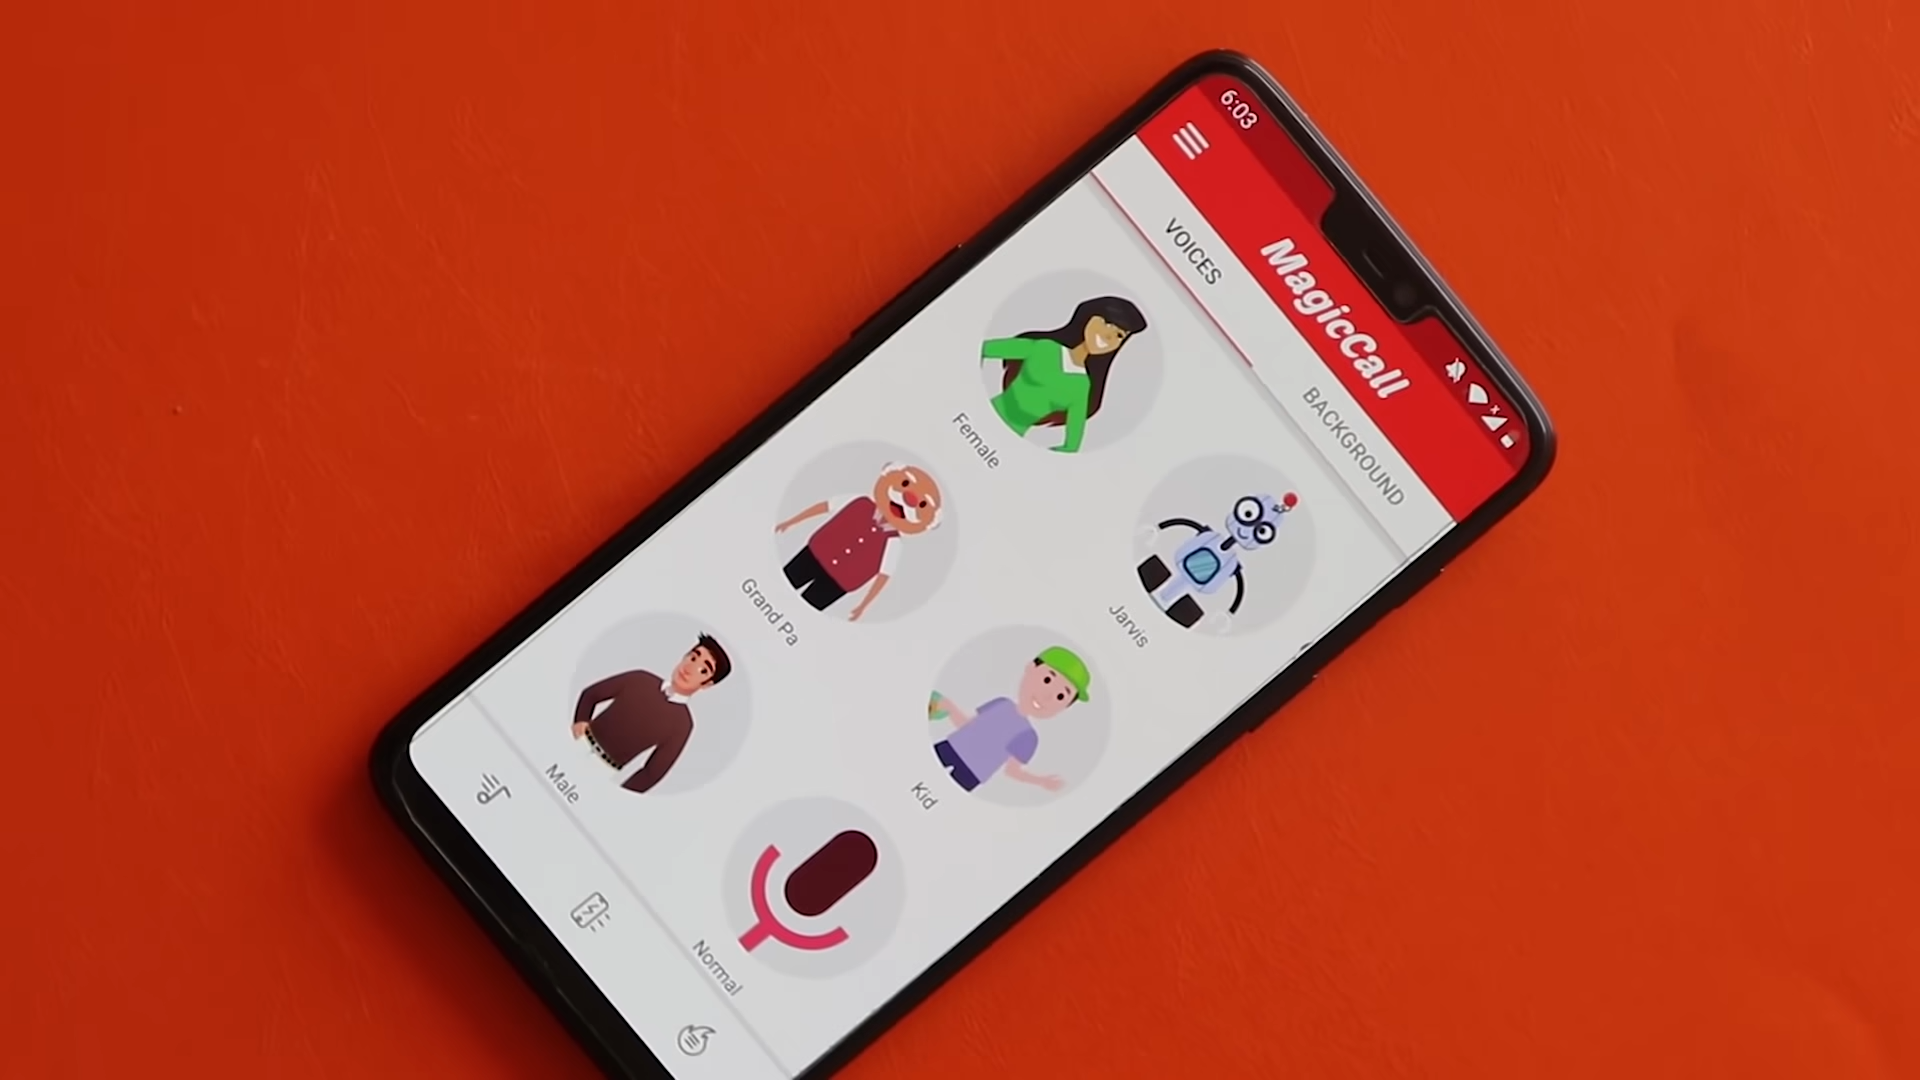 6:03
MagicCall
VOICES
BACKGROUND
Female
Jarvis
Grand Pa
Kid
Male
Normal